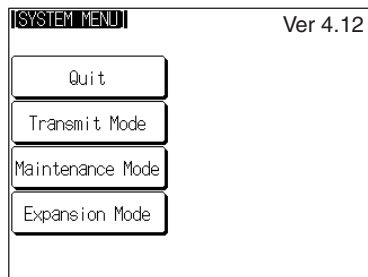 [SYSTEM MENU]
Ver 4.12
Quit
Transmit Mode
Maintenance Mode
Expansion Mode